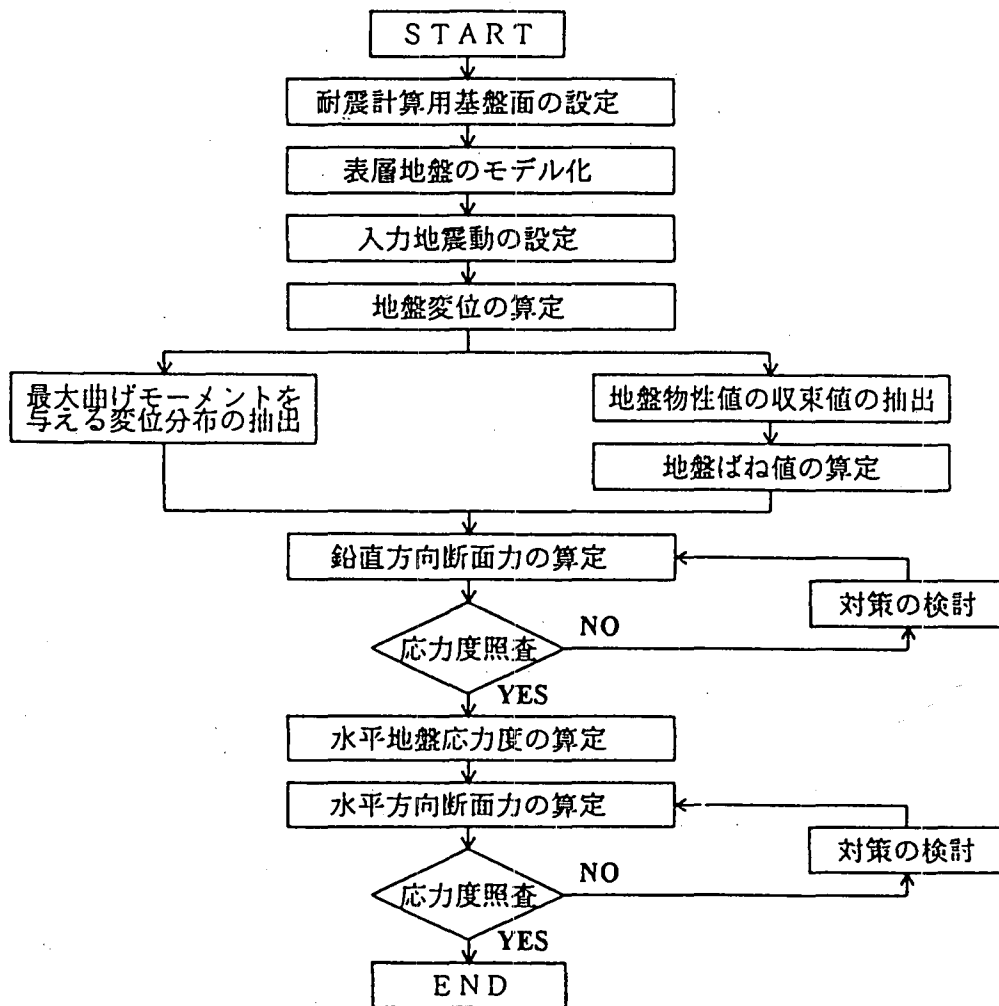 START
耐震計算用基盤面の設定
表層地盤のモデル化
入力地震動の設定
地盤変位の算定
最大曲げモーメントを
与える変位分布の抽出
地盤物性値の収束値の抽出
地盤ばね値の算定
鉛直方向断面力の算定
対策の検討
応力度照査
NO
YES
水平地盤応力度の算定
水平方向断面力の算定
対策の検討
応力度照査
NO
YES
END